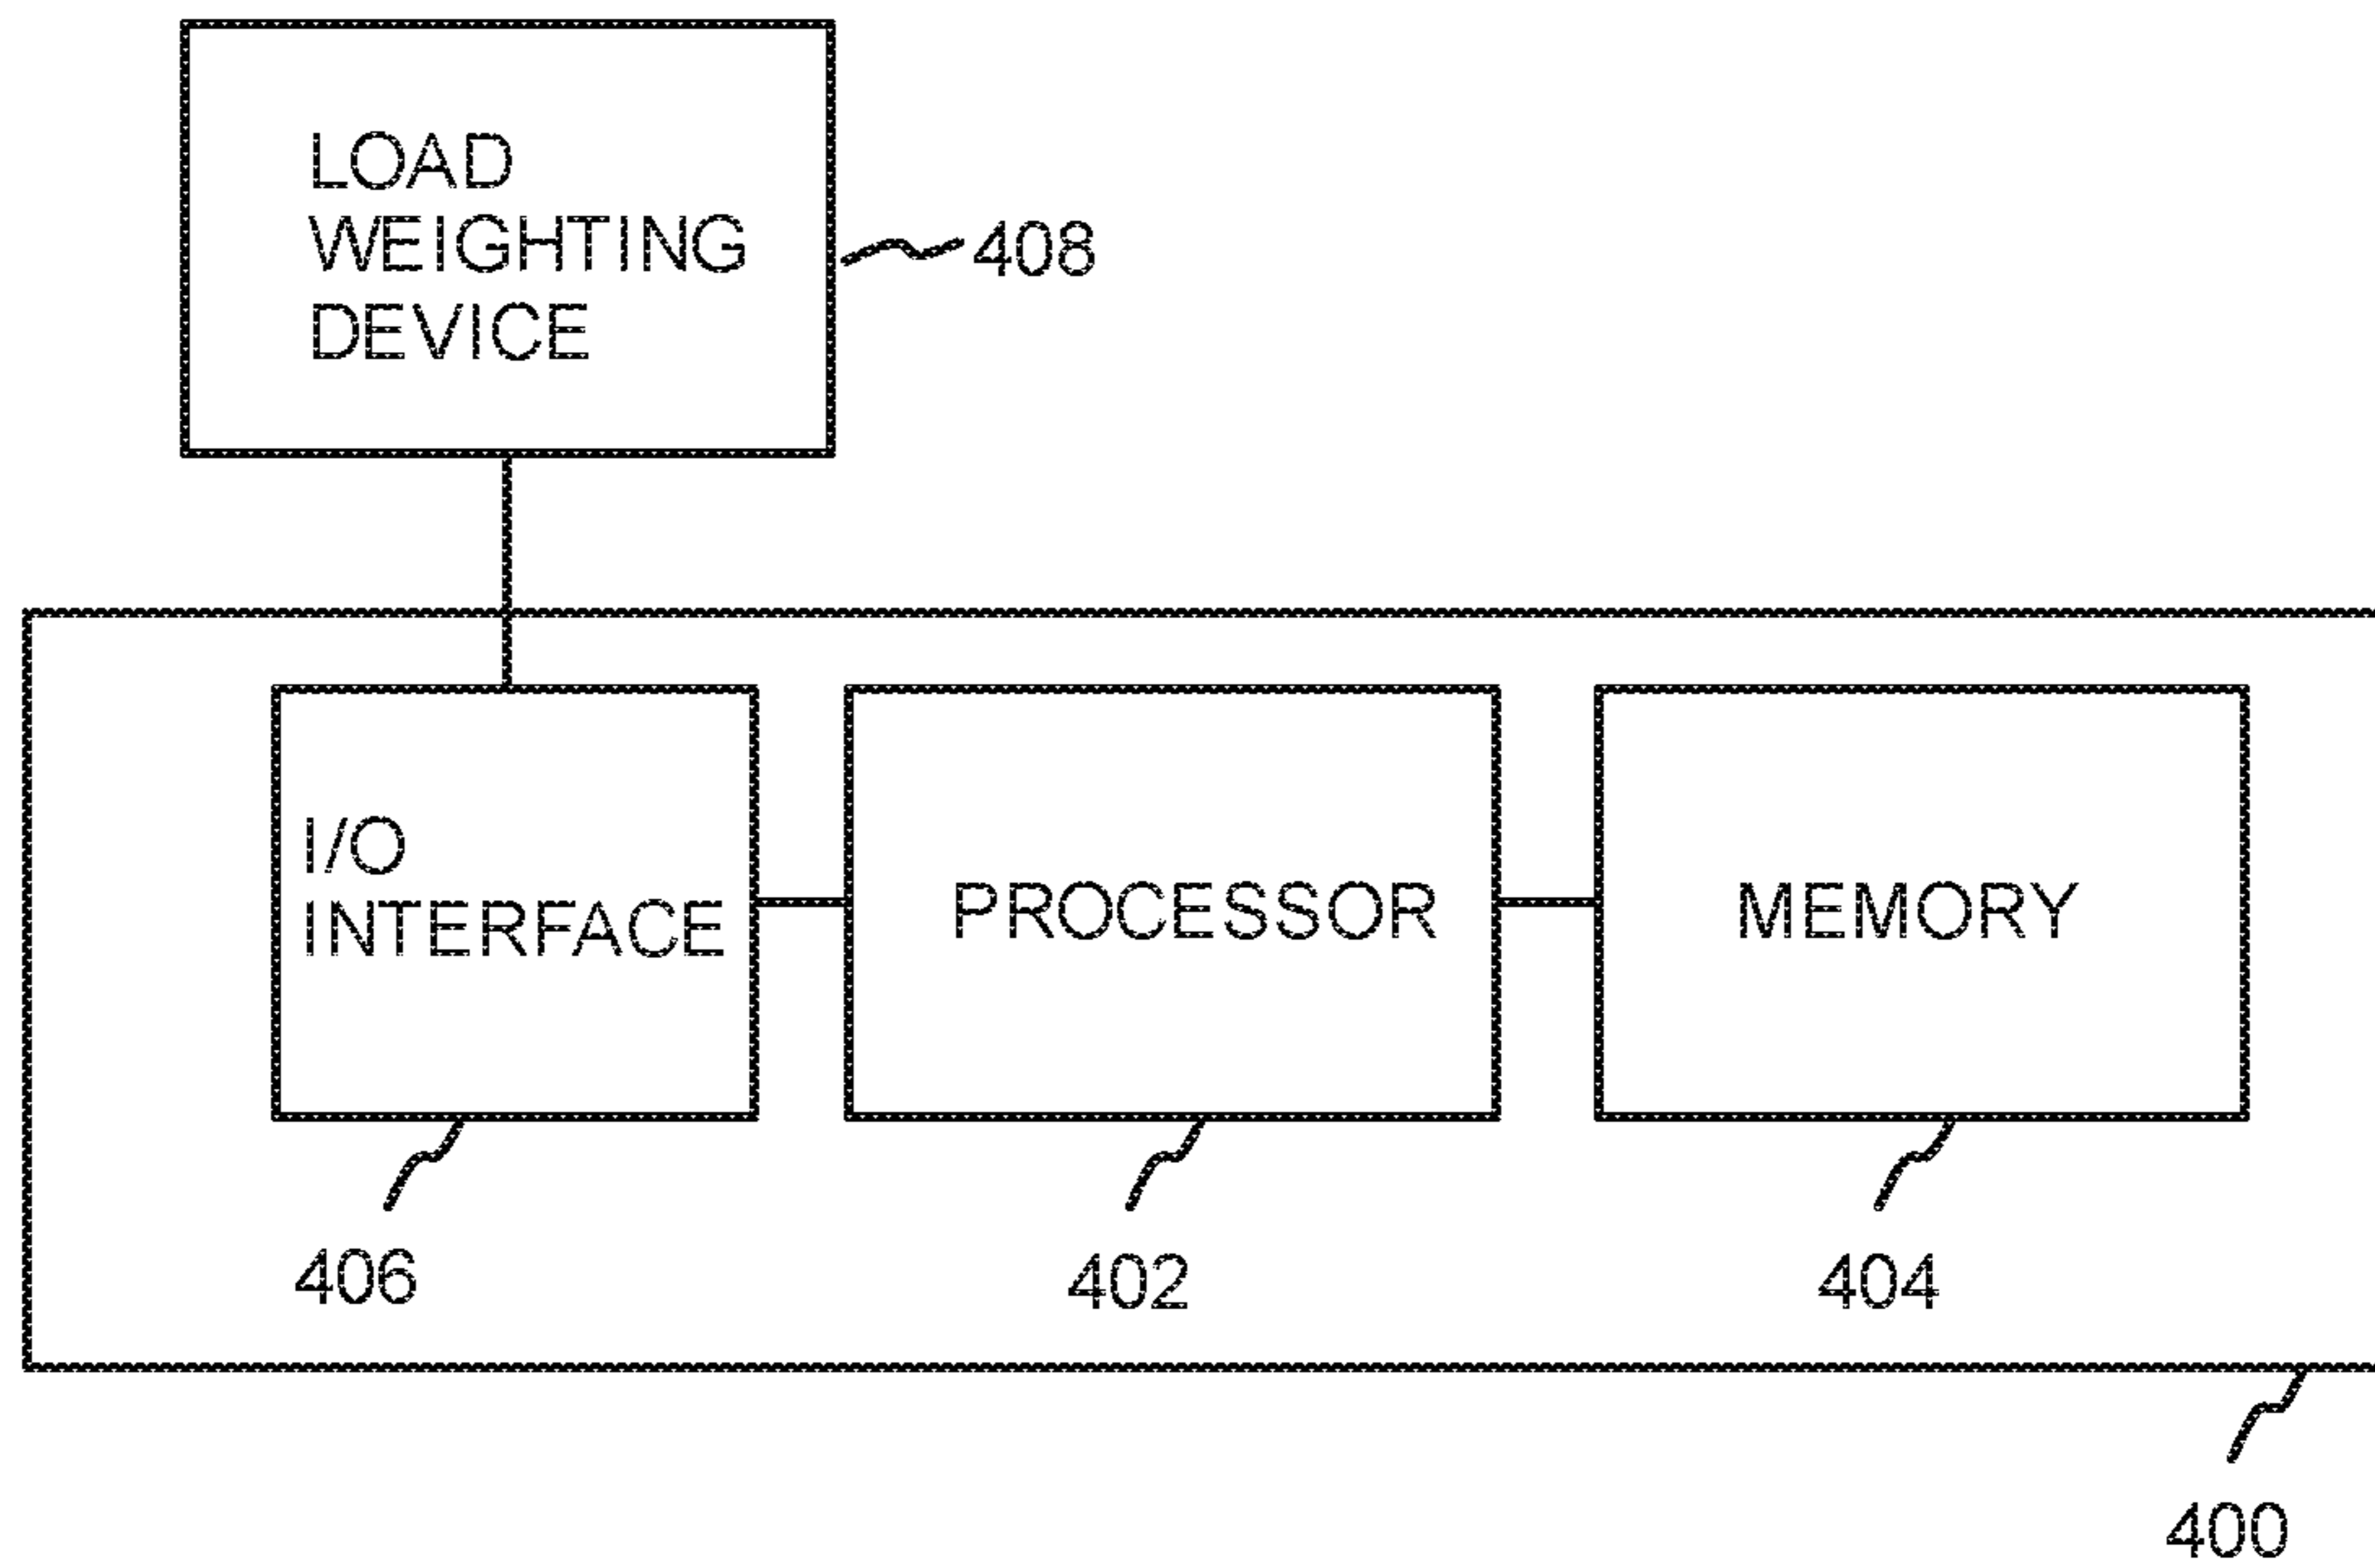 LOAD
WEIGHTING
DEVICE
408
I/O
INTERFACE
PROCESSOR
MEMORY
406
402
404
400